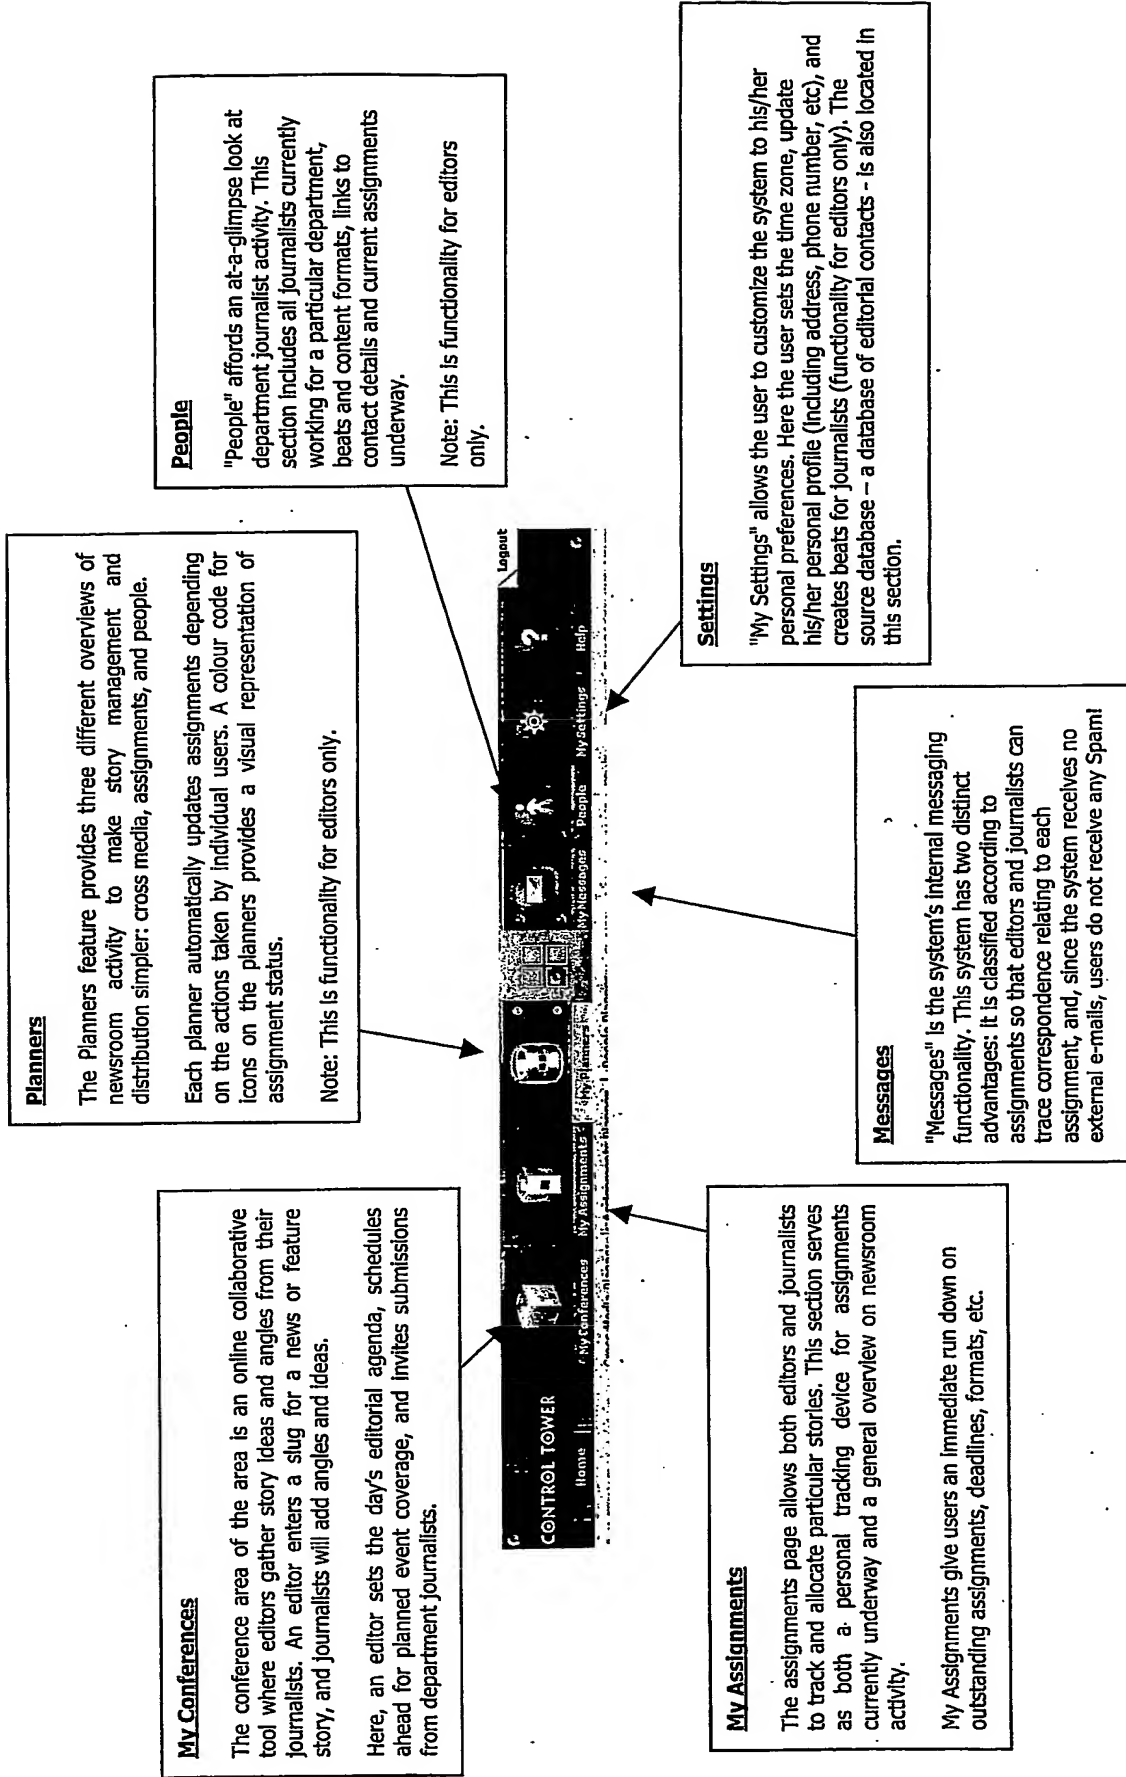 My Conferences
The conference area of the area is an online collaborative
tool where editors gather story ideas and angles from their
journalists. An editor enters a slug for a news or feature
story, and journalists will add angles and ideas.
Here, an editor sets the day's editorial agenda, schedules
ahead for planned event coverage, and invites submissions
from department journalists.
Planners
The Planners feature provides three different overviews of
newsroom activity to make story management and
distribution simpler: cross media, assignments, and people.
Each planner automatically updates assignments depending
on the actions taken by individual users. A colour code for
icons on the planners provides a visual representation of
assignment status.
Note: This is functionality for editors only.
People
"People" affords an at-a-glimpse look at
department journalist activity. This
section includes all journalists currently
working for a particular department,
beats and content formats, links to
contact details and current assignments
underway.
Note: This is functionality for editors
only.
Logout
CONTROL TOWER
Home
My Conferences
My Assignments
My Planners
My Messages
People
My Settings
Help
My Assignments
The assignments page allows both editors and journalists
to track and allocate particular stories. This section serves
as both a personal tracking device for assignments
currently underway and a general overview on newsroom
activity.
My Assignments give users an immediate run down on
outstanding assignments, deadlines, formats, etc.
Messages
"Messages" is the system's internal messaging
functionality. This system has two distinct
advantages: it is classified according to
assignments so that editors and journalists can
trace correspondence relating to each
assignment, and, since the system receives no
external e-mails, users do not receive any Spam!
Settings
"My Settings" allows the user to customize the system to his/her
personal preferences. Here the user sets the time zone, update
his/her personal profile (including address, phone number, etc), and
creates beats for journalists (functionality for editors only). The
source database – a database of editorial contacts - is also located in
this section.